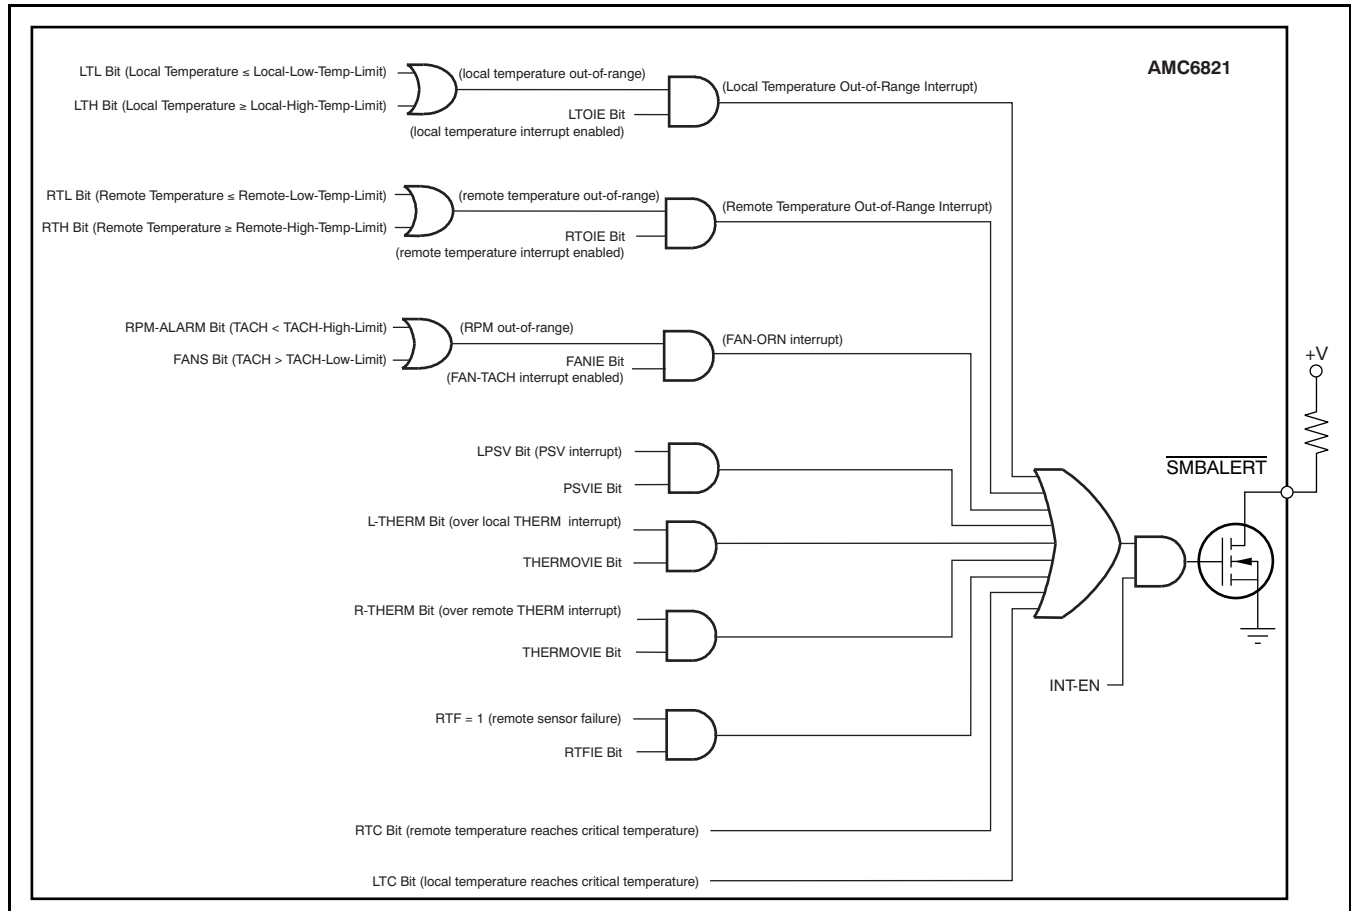 AMC6821
LTL Bit (Local Temperature ≤ Local-Low-Temp-Limit)
(local temperature out-of-range)
LTH Bit (Local Temperature ≥ Local-High-Temp-Limit)
LTOIE Bit
(local temperature interrupt enabled)
(Local Temperature Out-of-Range Interrupt)
RTL Bit (Remote Temperature ≤ Remote-Low-Temp-Limit)
(remote temperature out-of-range)
RTH Bit (Remote Temperature ≥ Remote-High-Temp-Limit)
RTOIE Bit
(remote temperature interrupt enabled)
(Remote Temperature Out-of-Range Interrupt)
RPM-ALARM Bit (TACH < TACH-High-Limit)
(RPM out-of-range)
FANS Bit (TACH > TACH-Low-Limit)
FANIE Bit
(FAN-TACH interrupt enabled)
(FAN-ORN interrupt)
+V
LPSV Bit (PSV interrupt)
PSVIE Bit
SMBALERT
L-THERM Bit (over local THERM interrupt)
THERMOVIE Bit
R-THERM Bit (over remote THERM interrupt)
THERMOVIE Bit
INT-EN
RTF = 1 (remote sensor failure)
RTFIE Bit
RTC Bit (remote temperature reaches critical temperature)
LTC Bit (local temperature reaches critical temperature)